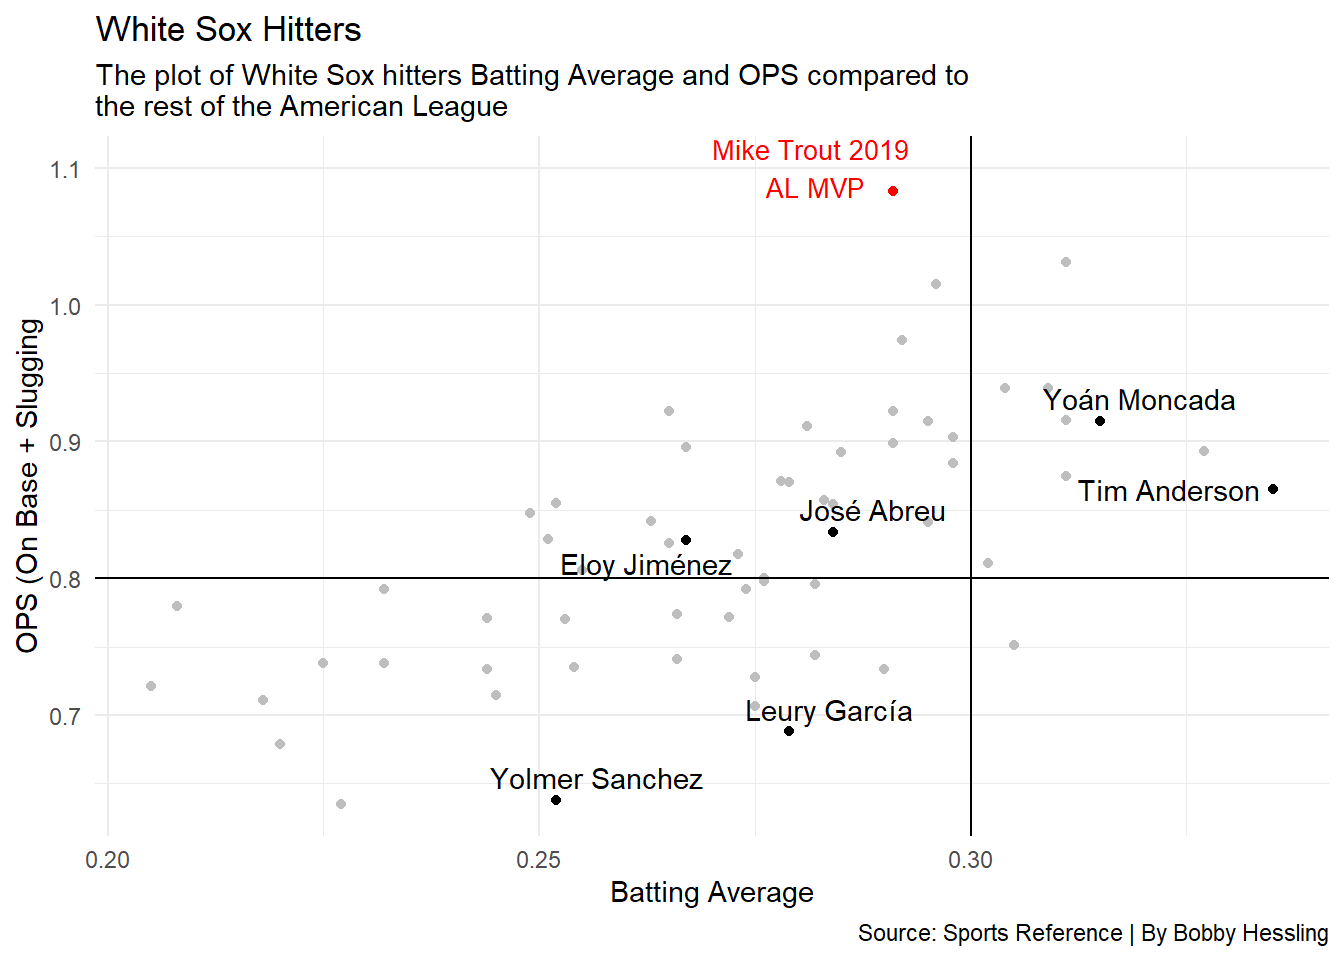 White Sox Hitters
The plot of White Sox hitters Batting Average and OPS compared to
the rest of the American League
Mike Trout 2019
AL MVP
1.1
1.0
0.9
0.8
0.7
OPS (On Base + Slugging
Yoán Moncada
Tim Anderson
José Abreu
Eloy Jiménez
Leury García
Yolmer Sanchez
0.20
0.25
0.30
Batting Average
Source: Sports Reference | By Bobby Hessling